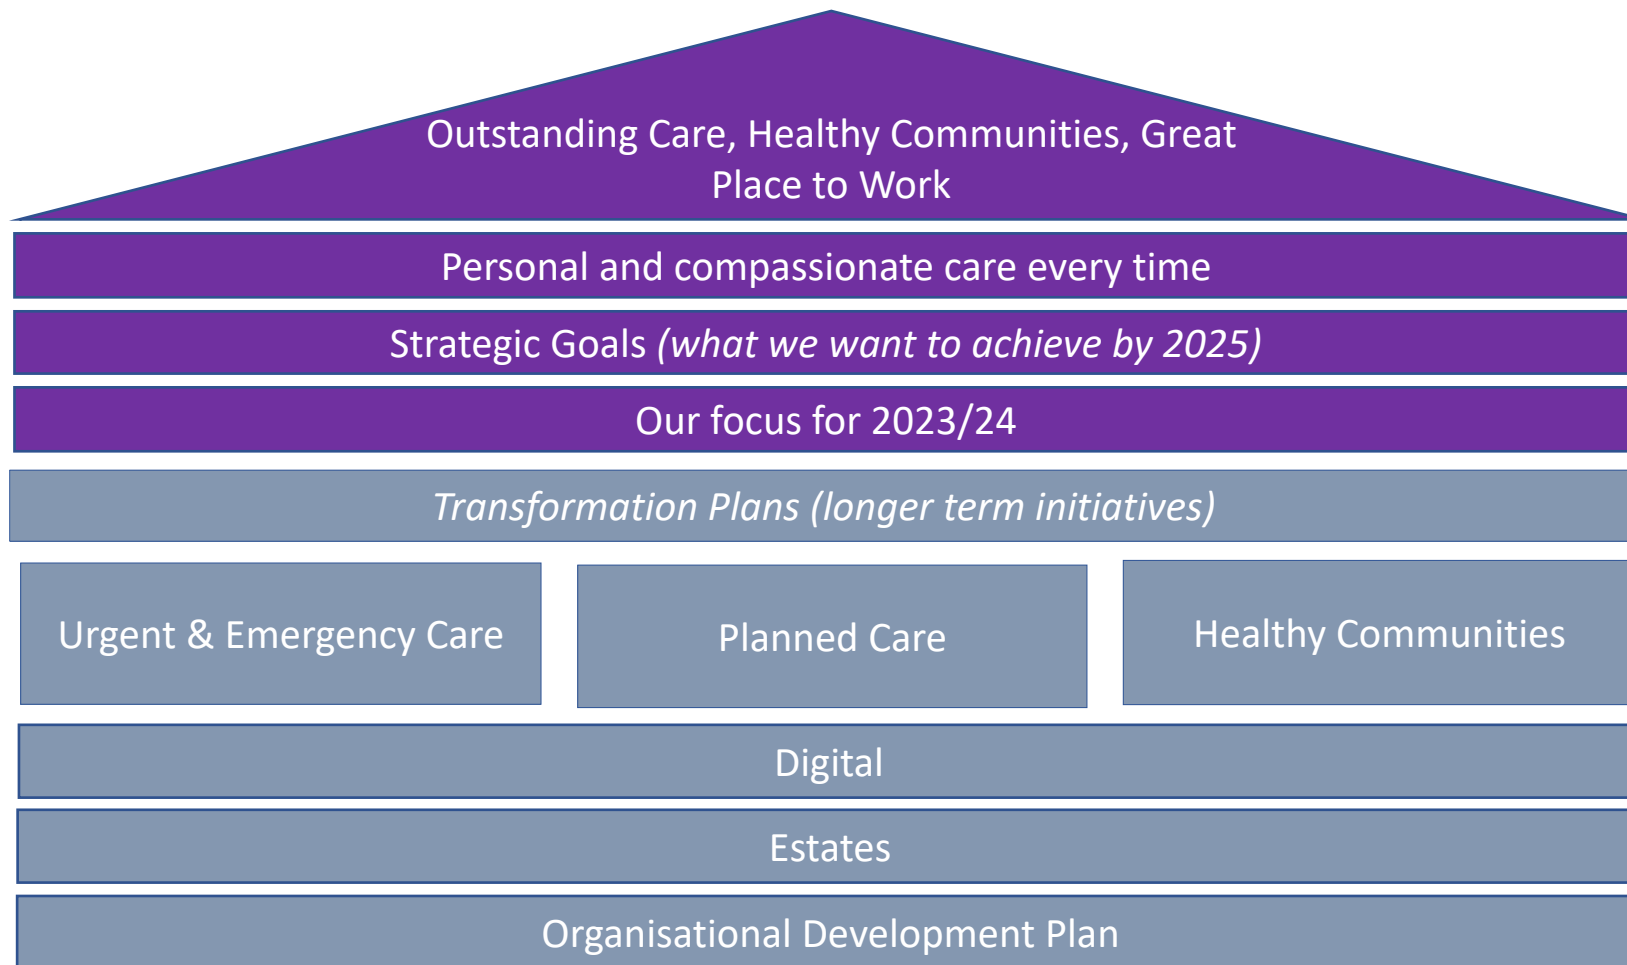 Outstanding Care, Healthy Communities, Great
Place to Work
Personal and compassionate care every time
Strategic Goals (what we want to achieve by 2025)
Our focus for 2023/24
Transformation Plans (longer term initiatives)
Urgent & Emergency Care
Planned Care
Healthy Communities
Digital
Estates
Organisational Development Plan